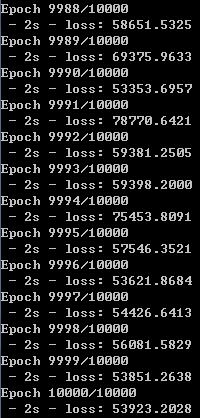 Epoch 9988/10000
- 2s - loss: 58651.5325
Epoch 9989/10000
- 2s - loss: 69375.9633
Epoch 9990/10000
- 2s - loss: 53353.6957
Epoch 9991/10000
- 2s - loss: 78770.6421
Epoch 9992/10000
- 2s - loss: 59381.2505
Epoch 9993/10000
- 2s - loss: 59398.2000
Epoch 9994/10000
- 2s - loss: 75453.8091
Epoch 9995/10000
- 2s - loss: 57546.3521
Epoch 9996/10000
- 2s - loss: 53621.8684
Epoch 9997/10000
- 2s - loss: 54426.6413
Epoch 9998/10000
- 2s - loss: 56081.5829
Epoch 9999/10000
- 2s - loss: 53851.2638
Epoch 10000/10000
- 2s - loss: 53923.2028